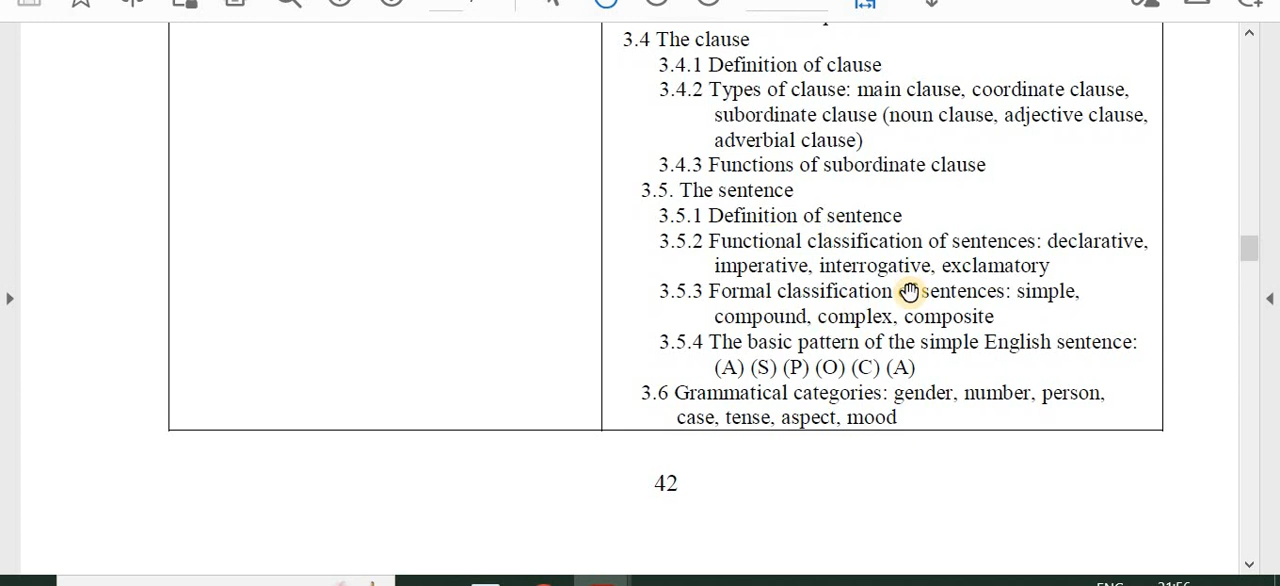 3.4 The clause
3.4.1 Definition of clause
3.4.2 Types of clause: main clause, coordinate clause,
subordinate clause (noun clause, adjective clause,
adverbial clause)
3.4.3 Functions of subordinate clause
3.5. The sentence
3.5.1 Definition of sentence
3.5.2 Functional classification of sentences: declarative,
imperative, interrogative, exclamatory
3.5.3 Formal classification sentences: simple,
compound, complex, composite
3.5.4 The basic pattern of the simple English sentence:
(A) (S) (P) (O) (C) (A)
3.6 Grammatical categories: gender, number, person,
case, tense, aspect, mood
42